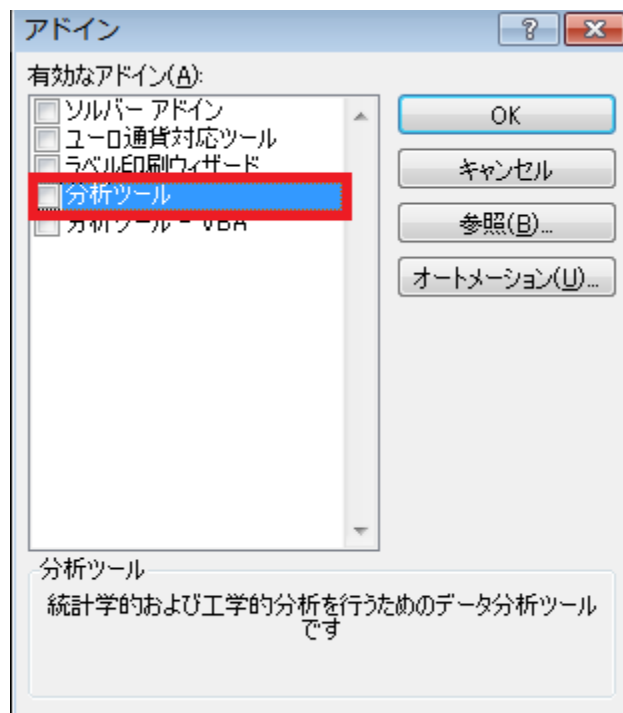 アドイン
有効なアドイン(A):
ソルバー アドイン
ユーロ通貨対応ツール
ラベル印刷ウィザード
分析ツール
分析ツール - VBA
OK
キャンセル
参照(B)...
オートメーション(U)...
分析ツール
統計学的および工学的分析を行うためのデータ分析ツール
です